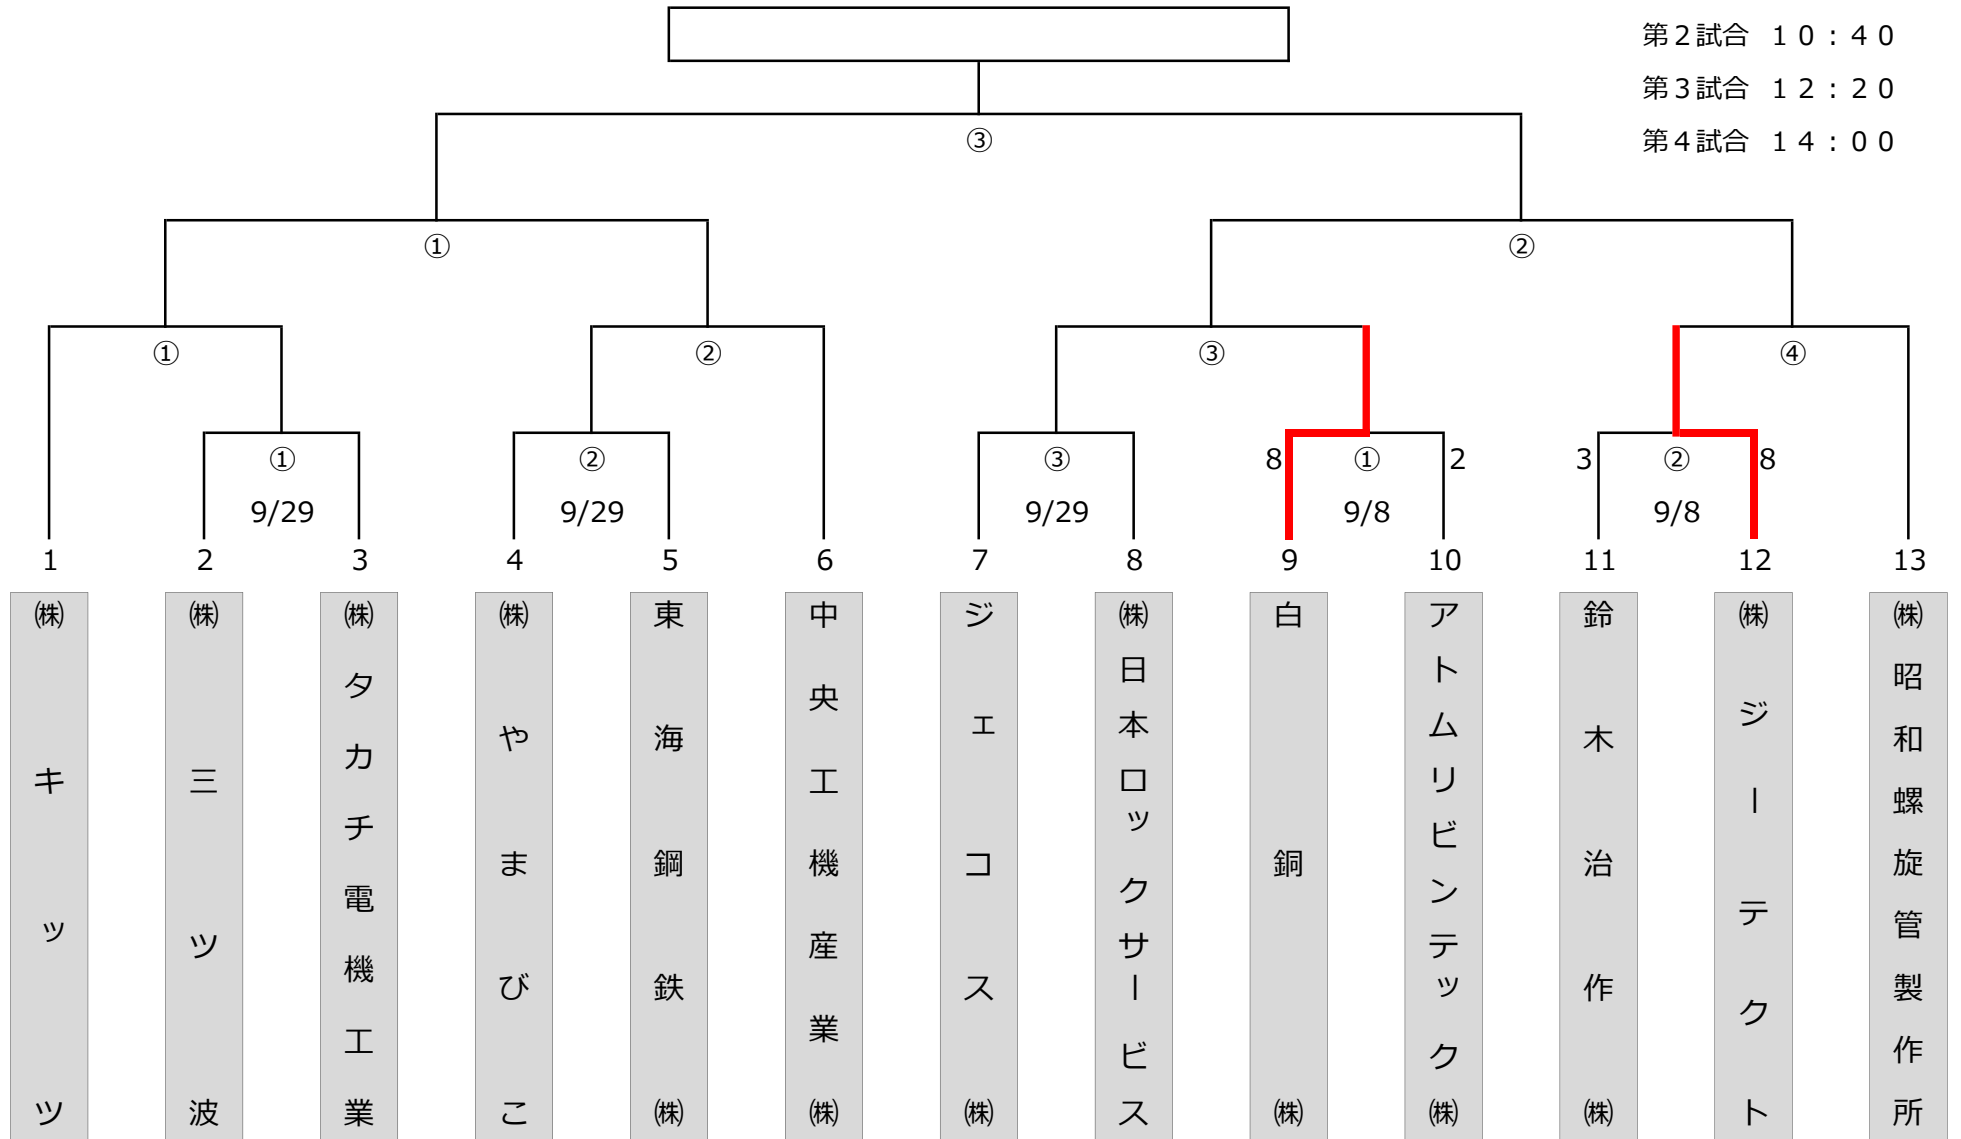 第２試合 １０：４０
第３試合 １２：２０
第４試合 １４：００
③
① ②
① ② ③ ④
① ② ③ 8 ① 2 3 ② 8
9/29 9/29 9/29 9/8 9/8
1 2 3 4 5 6 7 8 9 10 11 12 13
㈱キッツ
㈱三ツ波
㈱タカチ電機工業
㈱やまびこ
東海鋼鉄㈱
中央工機産業㈱
ジェコス㈱
㈱日本ロックサービス
白銅㈱
アトムリビンテック㈱
鈴木治作㈱
㈱ジーテクト
㈱昭和螺旋管製作所